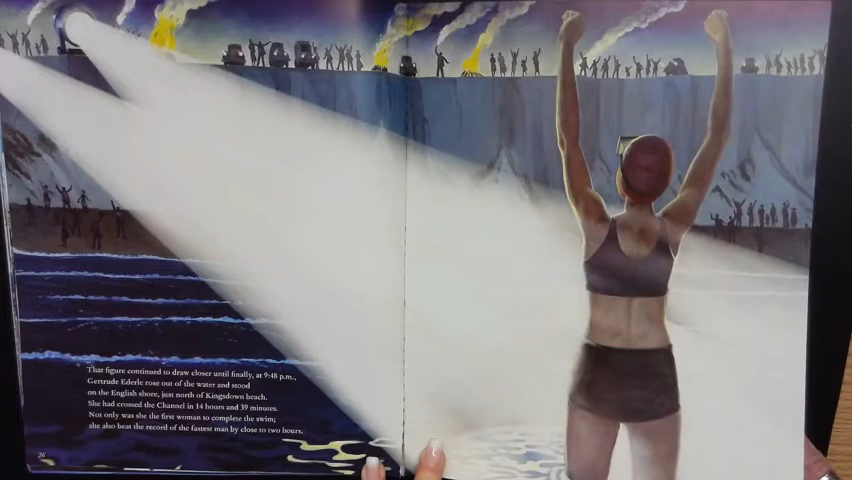 That figure continued to draw closer until finally, at 9:48 p.m.,
Gertrude Ederle rose out of the water and stood
on the English shore, just north of Kingsdown beach.
She had crossed the Channel in 14 hours and 39 minutes.
Not only was she the first woman to complete the swim;
she also beat the record of the fastest man by close to two hours.
26